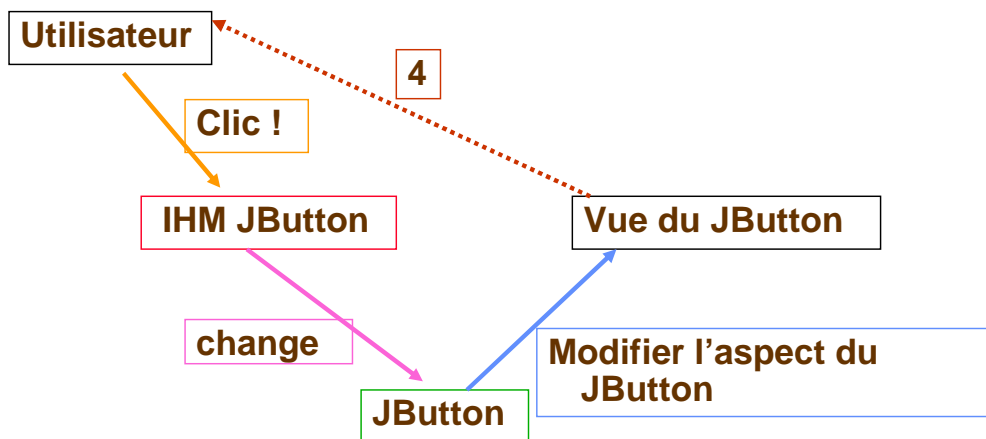 Utilisateur
4
Clic !
IHM JButton
Vue du JButton
change
Modifier l’aspect du
JButton
JButton